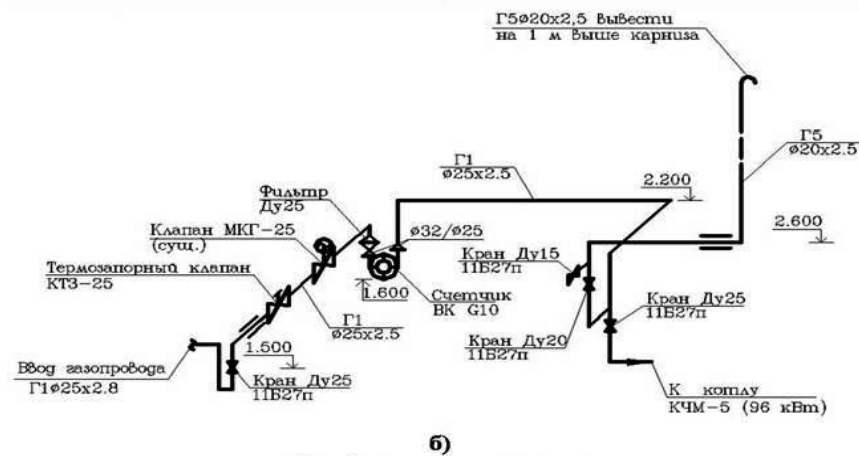 Г5ø20х2,5 вывести
на 1 м выше карниза
Г5
ø20х2.5
Г1
ø25х2.5
2.200
2.600
Фильтр
Ду25
Клапан МКГ-25
(сущ.)
ø32/ø25
Термозапорный клапан
КТЗ-25
1.600
Счетчик
ВК G10
Кран Ду15
11Б27п
Кран Ду25
11Б27п
Г1
ø25х2.5
Кран Ду20
11Б27п
1.500
Ввод газопровода
Г1ø25х2.8
Кран Ду25
11Б27п
К котлу
КЧМ-5 (96 кВт)
б)